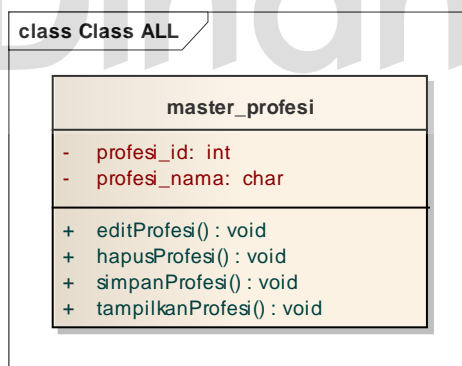 class Class ALL
master_profesi
- profesi_id: int
- profesi_nama: char
+ editProfesi() : void
+ hapusProfesi() : void
+ simpanProfesi() : void
+ tampilkanProfesi() : void